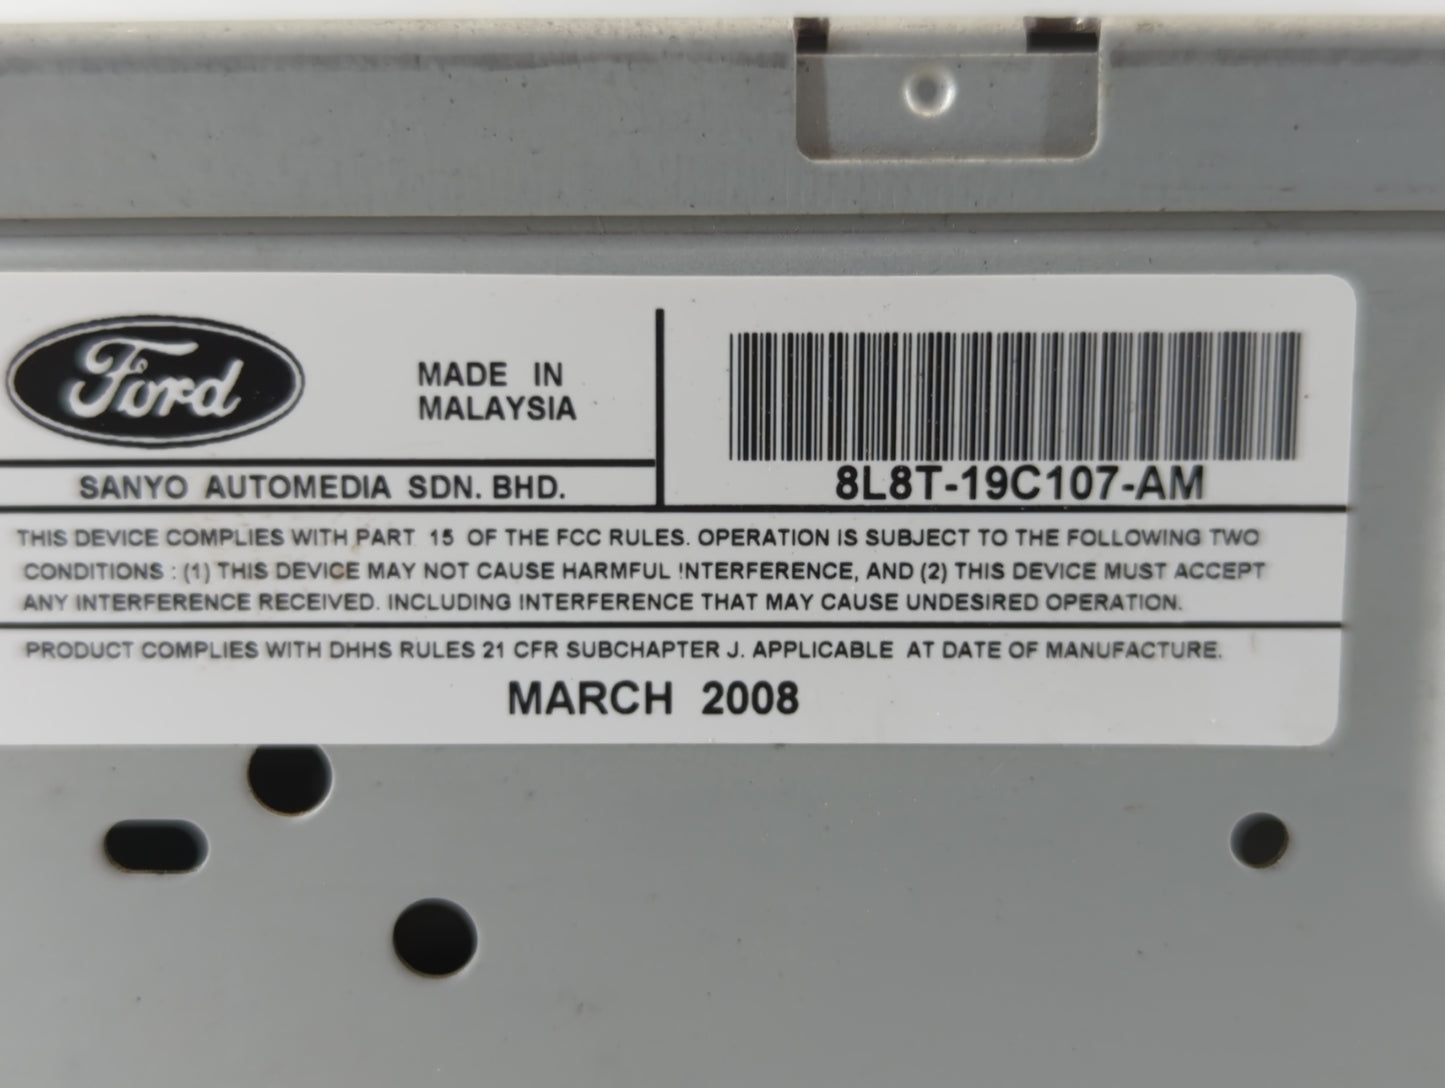 Ford
MADE IN
MALAYSIA
SANYO AUTOMEDIA SDN. BHD.
8L8T-19C107-AM
THIS DEVICE COMPLIES WITH PART 15 OF THE FCC RULES. OPERATION IS SUBJECT TO THE FOLLOWING TWO
CONDITIONS : (1) THIS DEVICE MAY NOT CAUSE HARMFUL INTERFERENCE, AND (2) THIS DEVICE MUST ACCEPT
ANY INTERFERENCE RECEIVED. INCLUDING INTERFERENCE THAT MAY CAUSE UNDESIRED OPERATION.
PRODUCT COMPLIES WITH DHHS RULES 21 CFR SUBCHAPTER J. APPLICABLE AT DATE OF MANUFACTURE.
MARCH 2008